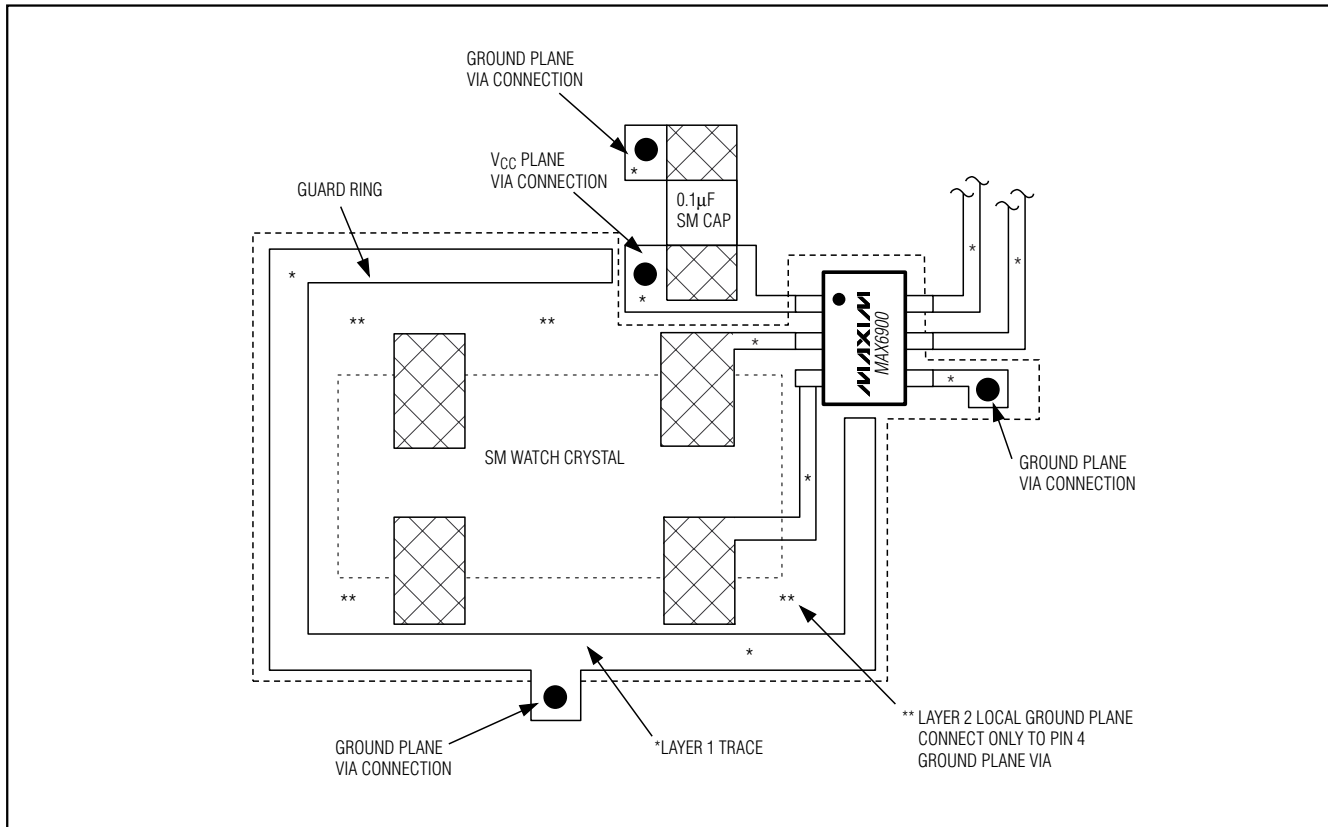 GROUND PLANE
VIA CONNECTION
VCC PLANE
VIA CONNECTION
GUARD RING
*
0.1μF
SM CAP
*
*
*
*
**
**
*
MAXIM
MAX6900
*
SM WATCH CRYSTAL
*
GROUND PLANE
VIA CONNECTION
**
**
*
GROUND PLANE
VIA CONNECTION
*LAYER 1 TRACE
** LAYER 2 LOCAL GROUND PLANE
CONNECT ONLY TO PIN 4
GROUND PLANE VIA